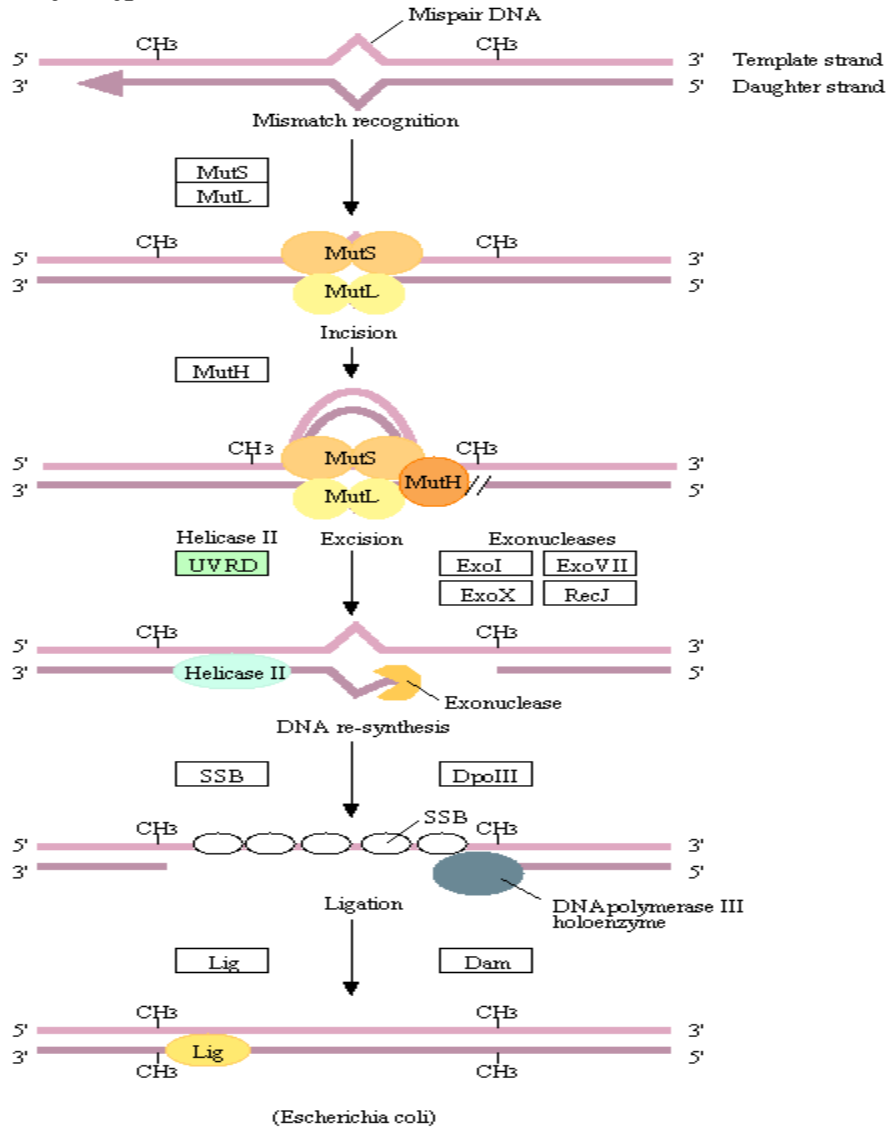 Mispair DNA
CH3 CH3
5' 3' Template strand
3' 5' Daughter strand
Mismatch recognition
MutS
MutL
CH3 CH3
5' MutS 3'
3' MutL 5'
Incision
MutH
CH3 CH3
5' MutS 3'
3' MutL MutH 5'
Helicase II Excision Exonucleases
UVRD ExoI ExoVII
ExoX RecJ
CH3 CH3
5' 3'
3' Helicase II 5'
Exonuclease
DNA re-synthesis
SSB DpoIII
SSB
CH3 CH3
5' 3'
3' 5'
Ligation DNA polymerase III
holoenzyme
Lig Dam
CH3 CH3
5' 3'
3' Lig 5'
CH3 CH3
(Escherichia coli)